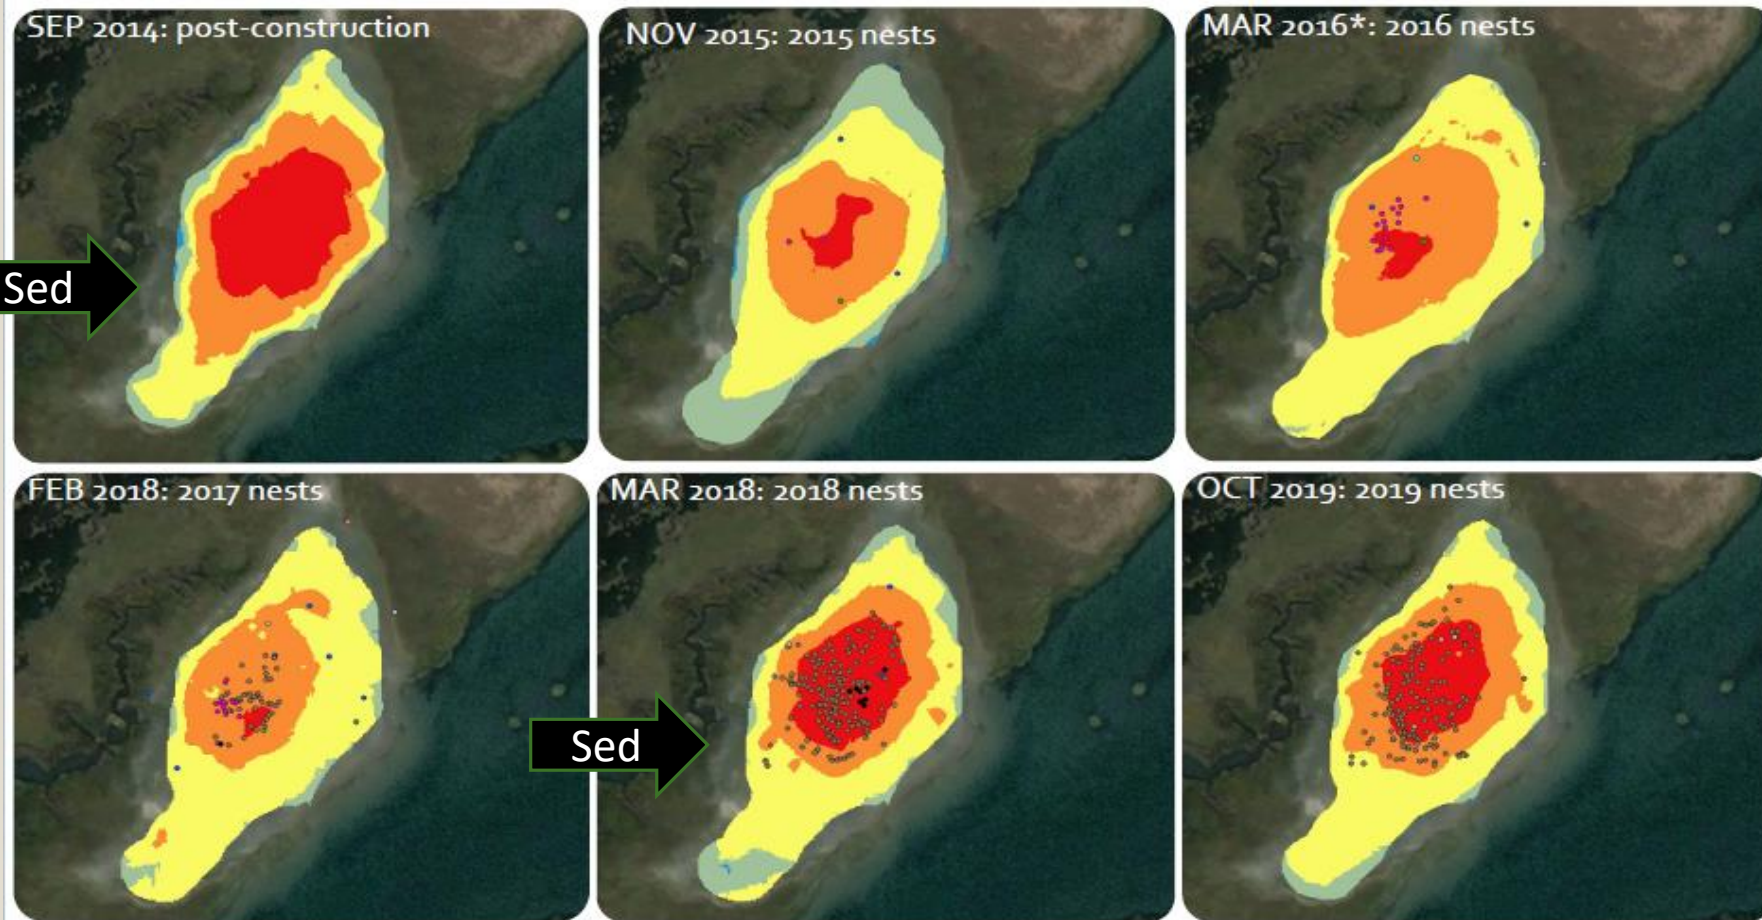 SEP 2014: post-construction
NOV 2015: 2015 nests
MAR 2016*: 2016 nests
Sed
FEB 2018: 2017 nests
MAR 2018: 2018 nests
OCT 2019: 2019 nests
Sed